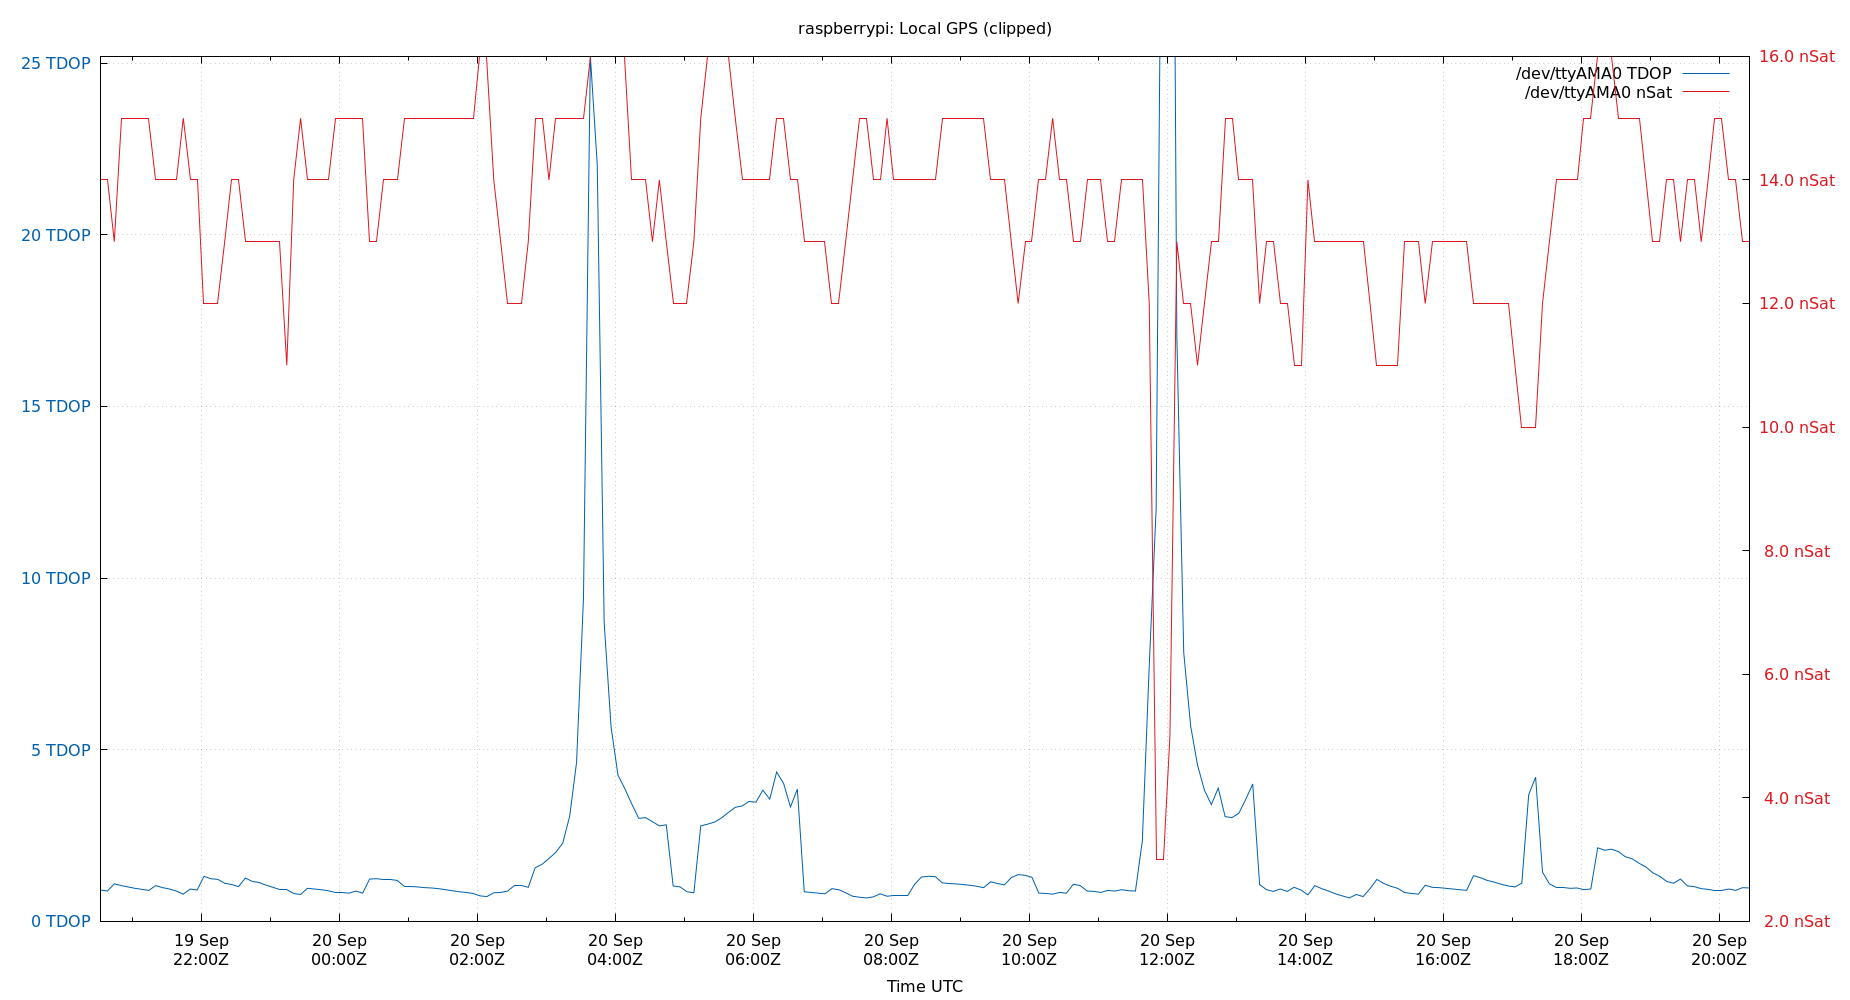 raspberrypi: Local GPS (clipped)
25 TDOP
20 TDOP
15 TDOP
10 TDOP
5 TDOP
0 TDOP
16.0 nSat
14.0 nSat
12.0 nSat
10.0 nSat
8.0 nSat
6.0 nSat
4.0 nSat
2.0 nSat
/dev/ttyAMA0 TDOP
/dev/ttyAMA0 nSat
19 Sep 20 Sep 20 Sep 20 Sep 20 Sep 20 Sep 20 Sep 20 Sep 20 Sep 20 Sep 20 Sep 20 Sep
22:00Z 00:00Z 02:00Z 04:00Z 06:00Z 08:00Z 10:00Z 12:00Z 14:00Z 16:00Z 18:00Z 20:00Z
Time UTC